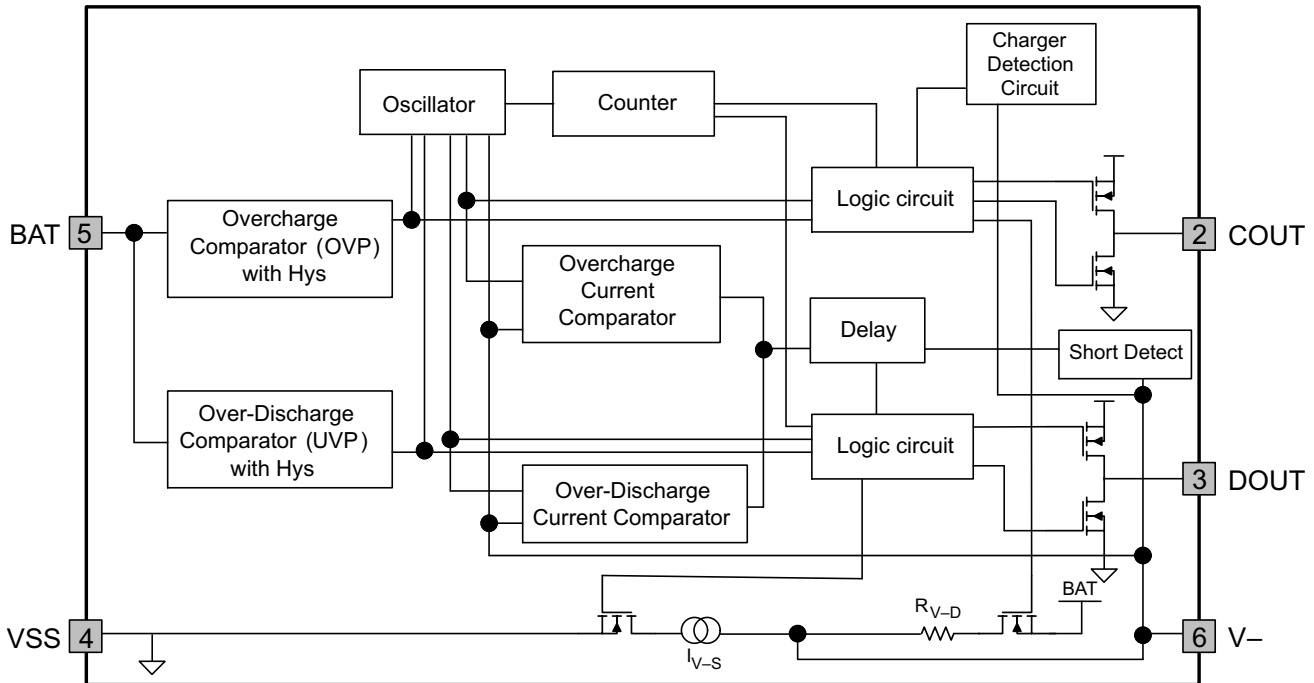 Charger
Detection
Circuit
Oscillator
Counter
BAT
5
Overcharge
Comparator (OVP)
with Hys
Logic circuit
2
COUT
Overcharge
Current
Comparator
Delay
Short Detect
Over-Discharge
Comparator (UVP)
with Hys
Logic circuit
3
DOUT
Over-Discharge
Current Comparator
BAT
RV–D
VSS
4
IV–S
6
V–